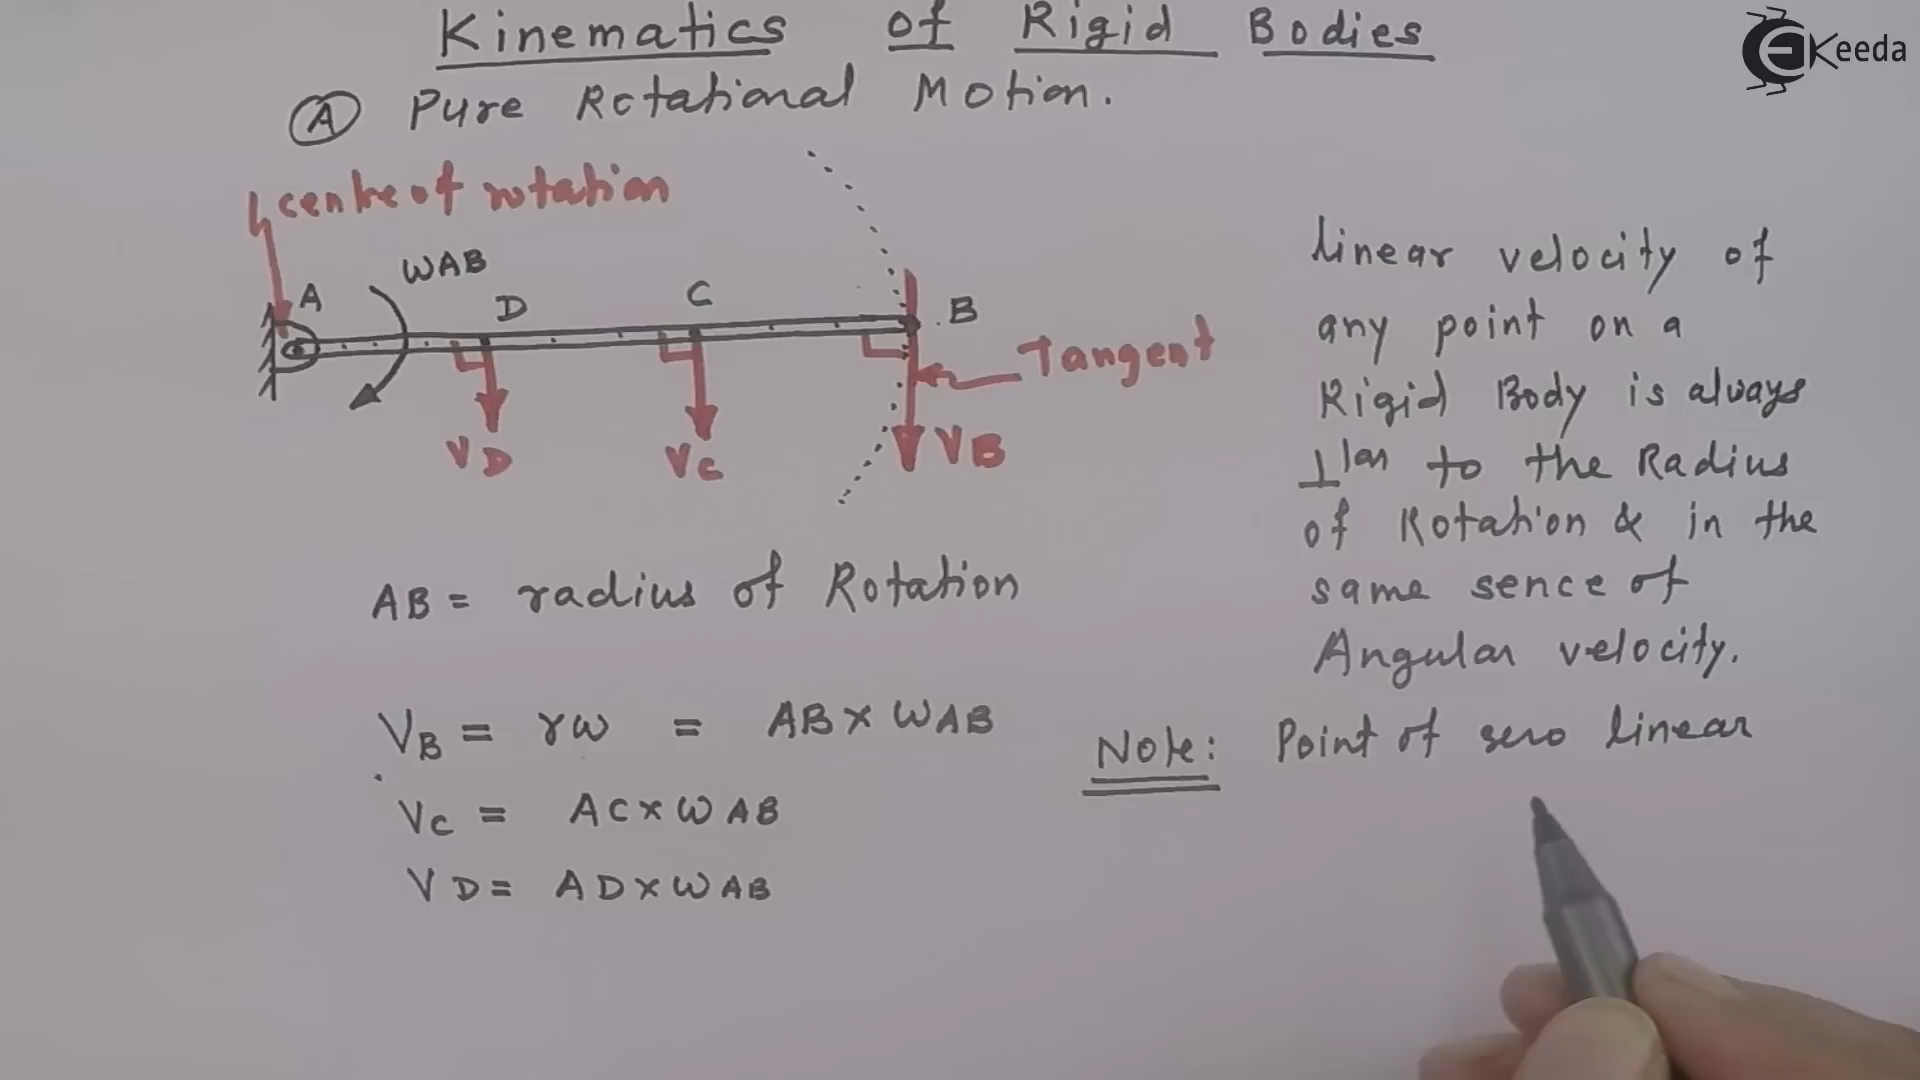 Kinematics of Rigid Bodies
EKeeda
A Pure Rotational Motion.
centre of rotation
WAB
A
D
C
B
Tangent
VD
VC
VB
linear velocity of
any point on a
Rigid Body is always
⊥lar to the Radius
of Rotation & in the
same sence of
Angular velocity.
AB = radius of Rotation
VB = rω = AB × ωAB
VC = AC × ωAB
VD = AD × ωAB
Note: Point of zero linear